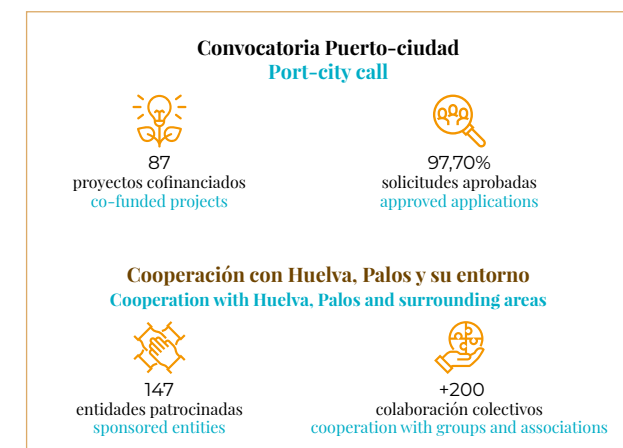 Convocatoria Puerto-ciudad
Port-city call
87
proyectos cofinanciados
co-funded projects
97,70%
solicitudes aprobadas
approved applications
Cooperación con Huelva, Palos y su entorno
Cooperation with Huelva, Palos and surrounding areas
147
entidades patrocinadas
sponsored entities
+200
colaboración colectivos
cooperation with groups and associations